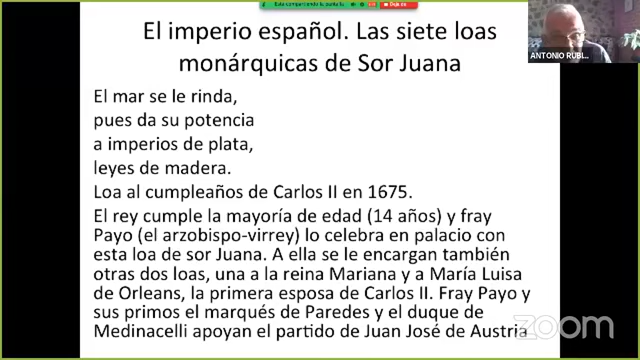 El imperio español. Las siete loas
monárquicas de Sor Juana
ANTONIO RUBI...
El mar se le rinda,
pues da su potencia
a imperios de plata,
leyes de madera.
Loa al cumpleaños de Carlos II en 1675.
El rey cumple la mayoría de edad (14 años) y fray
Payo (el arzobispo-virrey) lo celebra en palacio con
esta loa de sor Juana. A ella se le encargan también
otras dos loas, una a la reina Mariana y a María Luisa
de Orleans, la primera esposa de Carlos II. Fray Payo y
sus primos el marqués de Paredes y el duque de
Medinacelli apoyan el partido de Juan José de Austria
zoom